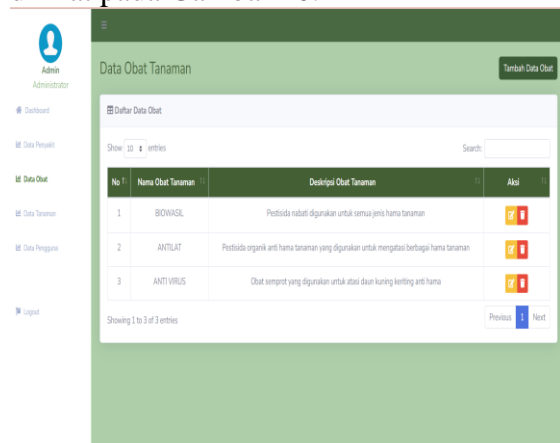 Admin
Administrator
Dashboard
Data Penyakit
Data Obat
Data Tanaman
Data Pengguna
Logout
Data Obat Tanaman
Tambah Data Obat
Daftar Data Obat
Show 10 entries
Search:
No Nama Obat Tanaman Deskripsi Obat Tanaman Aksi
1 BIOWASIL Pestisida nabati digunakan untuk semua jenis hama tanaman
2 ANTILAT Pestisida organik anti hama tanaman yang digunakan untuk mengatasi berbagai hama tanaman
3 ANTI VIRUS Obat semprot yang digunakan untuk atasi daun kuning keriting anti hama
Showing 1 to 3 of 3 entries
Previous 1 Next